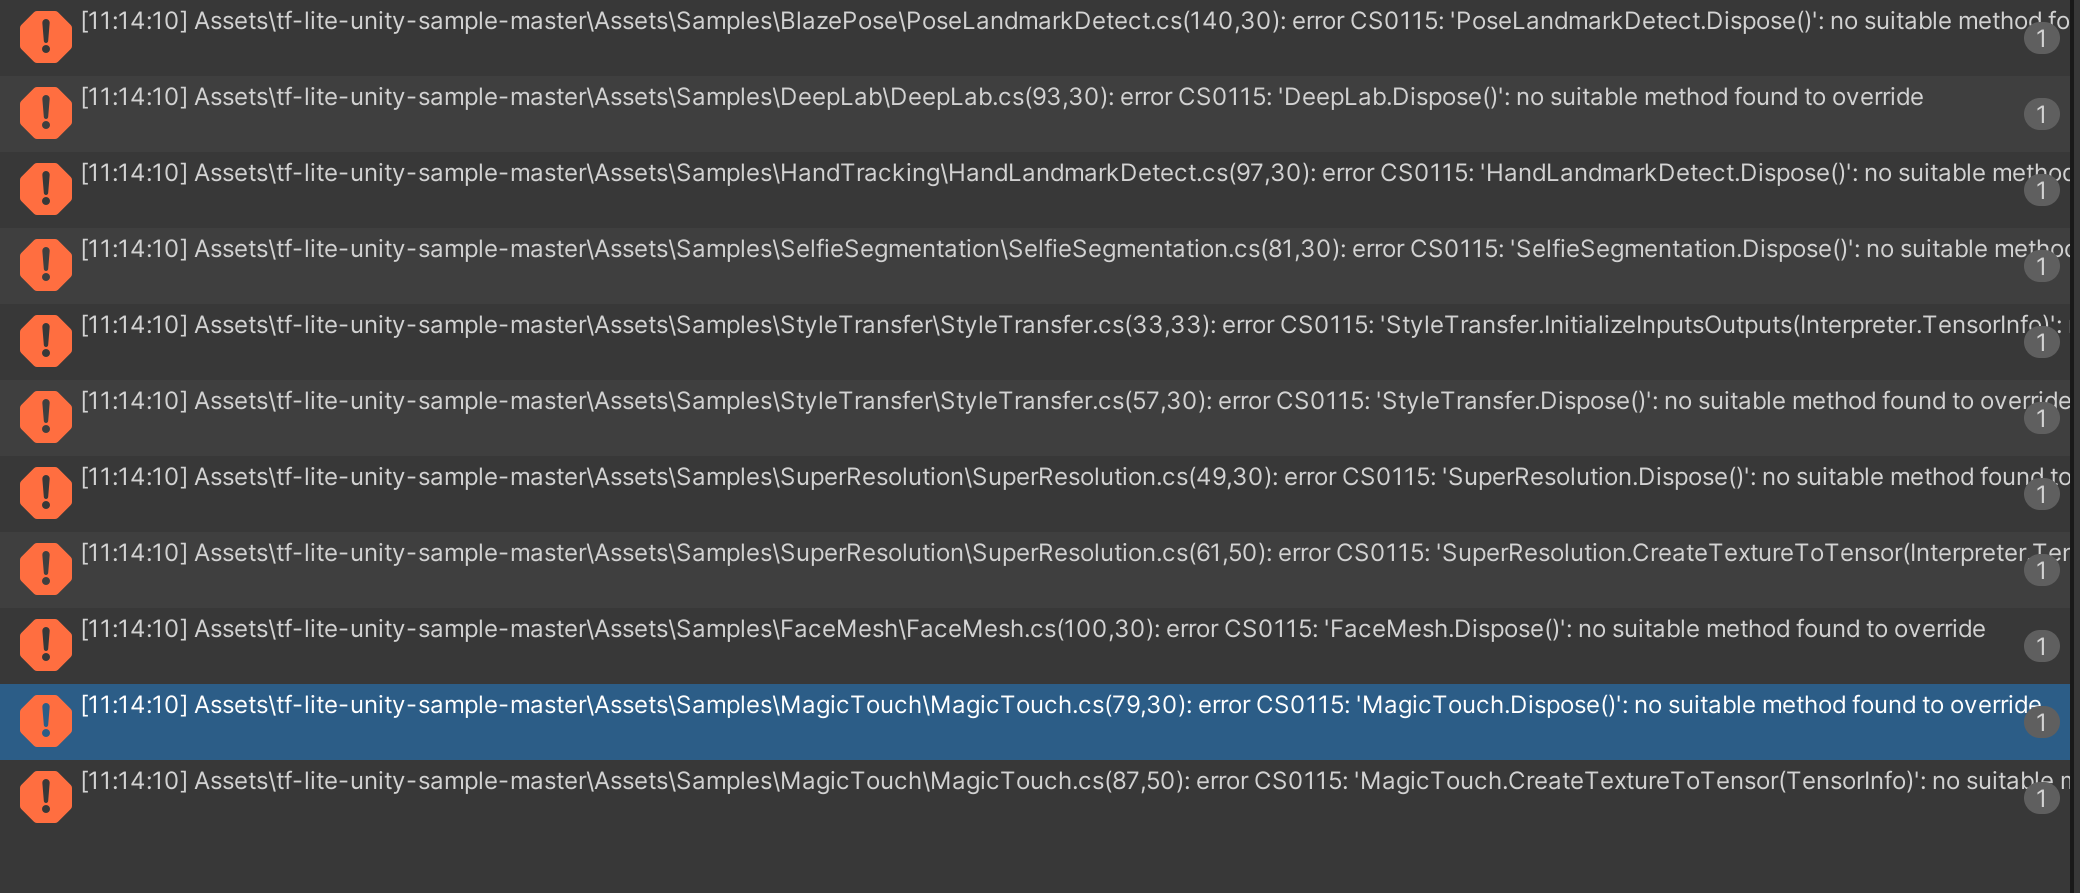 [11:14:10] Assets\tf-lite-unity-sample-master\Assets\Samples\BlazePose\PoseLandmarkDetect.cs(140,30): error CS0115: 'PoseLandmarkDetect.Dispose()': no suitable method fo
1
[11:14:10] Assets\tf-lite-unity-sample-master\Assets\Samples\DeepLab\DeepLab.cs(93,30): error CS0115: 'DeepLab.Dispose()': no suitable method found to override
1
[11:14:10] Assets\tf-lite-unity-sample-master\Assets\Samples\HandTracking\HandLandmarkDetect.cs(97,30): error CS0115: 'HandLandmarkDetect.Dispose()': no suitable method
1
[11:14:10] Assets\tf-lite-unity-sample-master\Assets\Samples\SelfieSegmentation\SelfieSegmentation.cs(81,30): error CS0115: 'SelfieSegmentation.Dispose()': no suitable method
1
[11:14:10] Assets\tf-lite-unity-sample-master\Assets\Samples\StyleTransfer\StyleTransfer.cs(33,33): error CS0115: 'StyleTransfer.InitializeInputsOutputs(Interpreter.TensorInfo)':
1
[11:14:10] Assets\tf-lite-unity-sample-master\Assets\Samples\StyleTransfer\StyleTransfer.cs(57,30): error CS0115: 'StyleTransfer.Dispose()': no suitable method found to override
1
[11:14:10] Assets\tf-lite-unity-sample-master\Assets\Samples\SuperResolution\SuperResolution.cs(49,30): error CS0115: 'SuperResolution.Dispose()': no suitable method found to
1
[11:14:10] Assets\tf-lite-unity-sample-master\Assets\Samples\SuperResolution\SuperResolution.cs(61,50): error CS0115: 'SuperResolution.CreateTextureToTensor(Interpreter.Ten
1
[11:14:10] Assets\tf-lite-unity-sample-master\Assets\Samples\FaceMesh\FaceMesh.cs(100,30): error CS0115: 'FaceMesh.Dispose()': no suitable method found to override
1
[11:14:10] Assets\tf-lite-unity-sample-master\Assets\Samples\MagicTouch\MagicTouch.cs(79,30): error CS0115: 'MagicTouch.Dispose()': no suitable method found to override
1
[11:14:10] Assets\tf-lite-unity-sample-master\Assets\Samples\MagicTouch\MagicTouch.cs(87,50): error CS0115: 'MagicTouch.CreateTextureToTensor(TensorInfo)': no suitable m
1